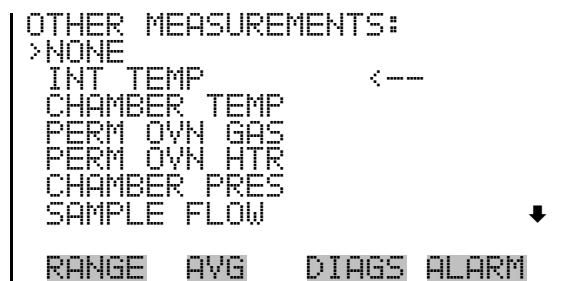 OTHER MEASUREMENTS:
>NONE
INT TEMP <--
CHAMBER TEMP
PERM OVN GAS
PERM OVN HTR
CHAMBER PRES
SAMPLE FLOW
RANGE AVG DIAGS ALARM